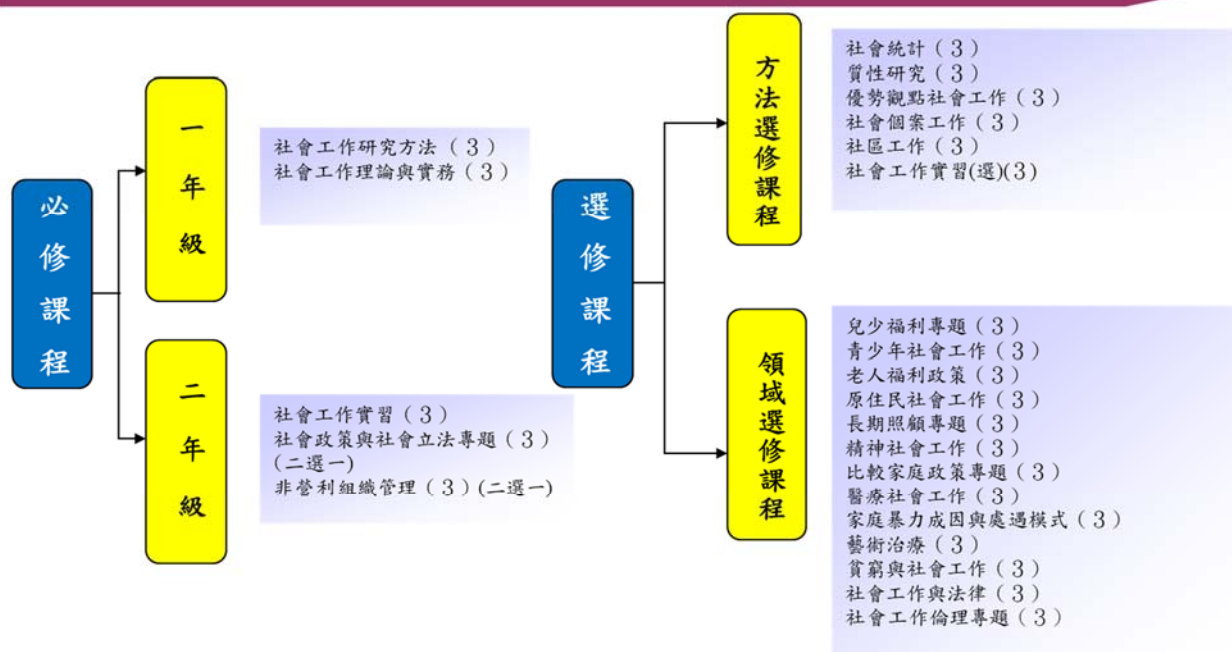 必修課程
一年級
社會工作研究方法（3）
社會工作理論與實務（3）
二年級
社會工作實習（3）
社會政策與社會立法專題（3）
(二選一)
非營利組織管理（3）(二選一)
選修課程
方法選修課程
社會統計（3）
質性研究（3）
優勢觀點社會工作（3）
社會個案工作（3）
社區工作（3）
社會工作實習(選)(3)
領域選修課程
兒少福利專題（3）
青少年社會工作（3）
老人福利政策（3）
原住民社會工作（3）
長期照顧專題（3）
精神社會工作（3）
比較家庭政策專題（3）
醫療社會工作（3）
家庭暴力成因與處遇模式（3）
藝術治療（3）
貧窮與社會工作（3）
社會工作與法律（3）
社會工作倫理專題（3）